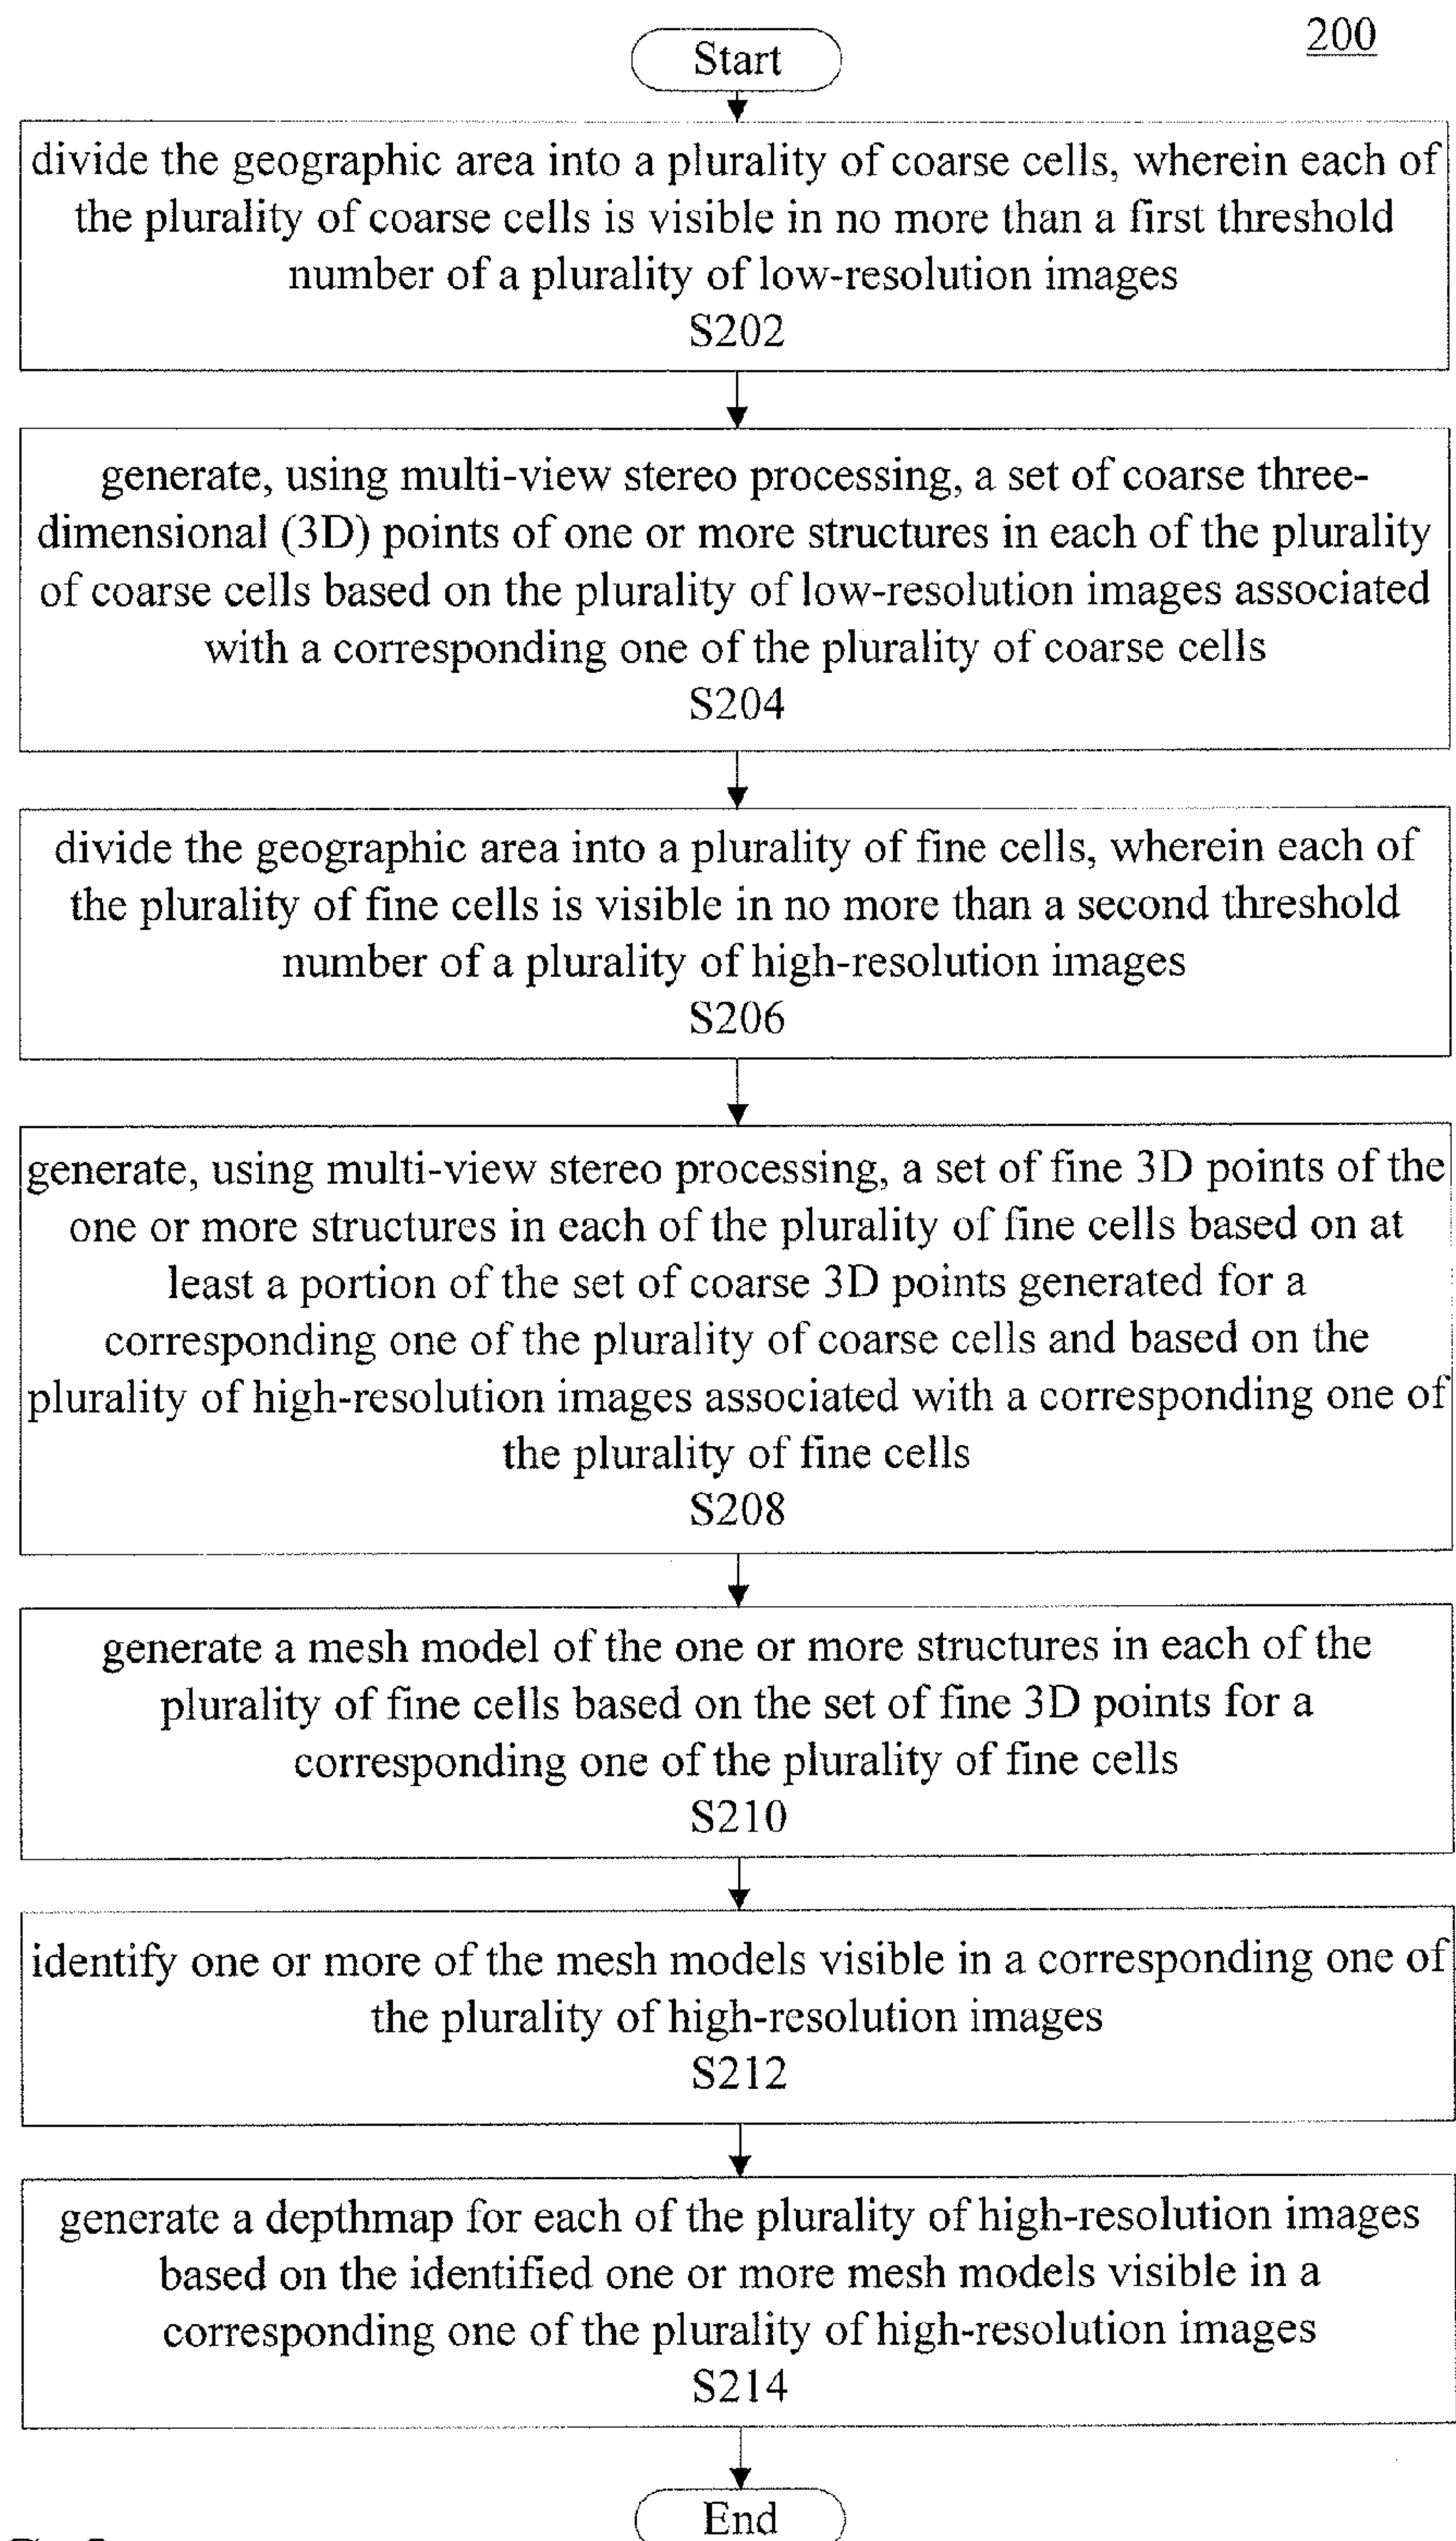 200
Start
divide the geographic area into a plurality of coarse cells, wherein each of
the plurality of coarse cells is visible in no more than a first threshold
number of a plurality of low-resolution images
S202
generate, using multi-view stereo processing, a set of coarse three-
dimensional (3D) points of one or more structures in each of the plurality
of coarse cells based on the plurality of low-resolution images associated
with a corresponding one of the plurality of coarse cells
S204
divide the geographic area into a plurality of fine cells, wherein each of
the plurality of fine cells is visible in no more than a second threshold
number of a plurality of high-resolution images
S206
generate, using multi-view stereo processing, a set of fine 3D points of the
one or more structures in each of the plurality of fine cells based on at
least a portion of the set of coarse 3D points generated for a
corresponding one of the plurality of coarse cells and based on the
plurality of high-resolution images associated with a corresponding one of
the plurality of fine cells
S208
generate a mesh model of the one or more structures in each of the
plurality of fine cells based on the set of fine 3D points for a
corresponding one of the plurality of fine cells
S210
identify one or more of the mesh models visible in a corresponding one of
the plurality of high-resolution images
S212
generate a depthmap for each of the plurality of high-resolution images
based on the identified one or more mesh models visible in a
corresponding one of the plurality of high-resolution images
S214
End